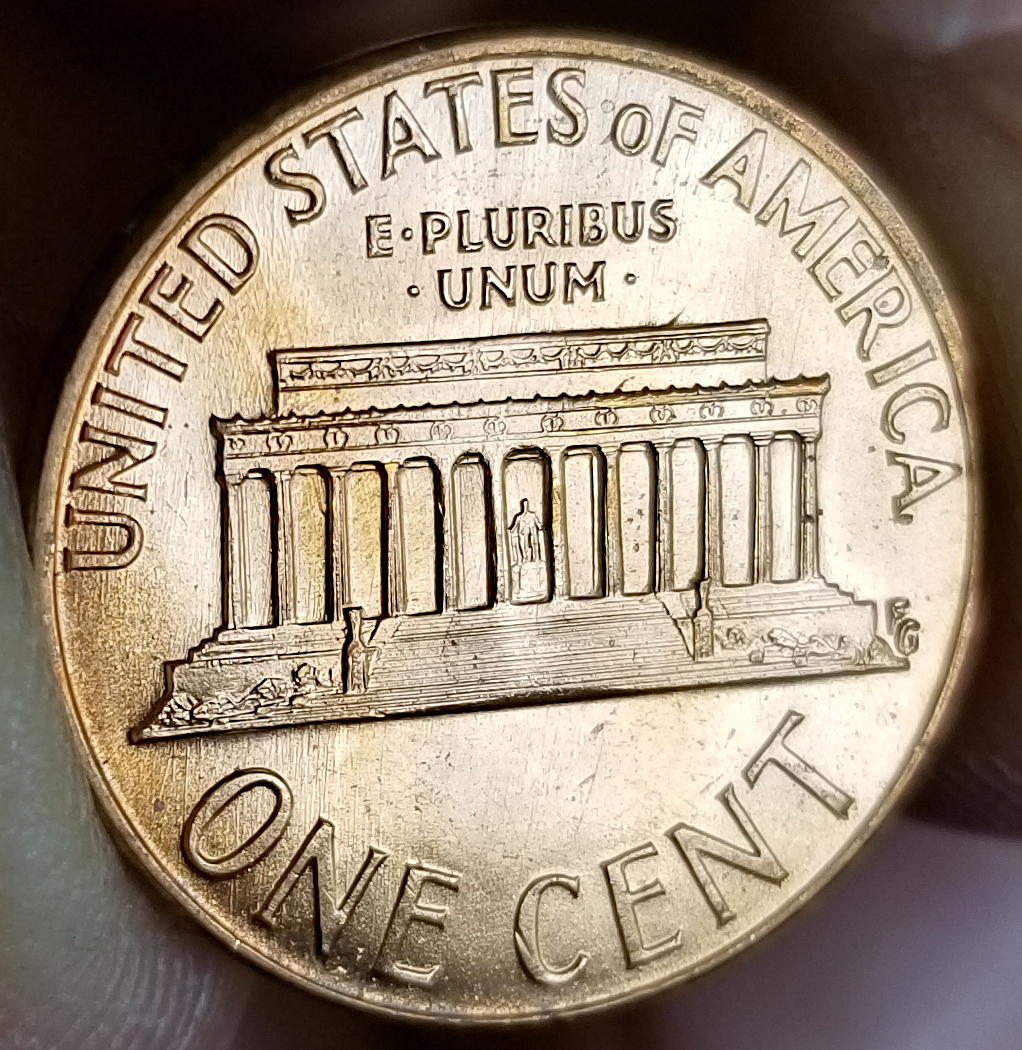 UNITED STATES OF AMERICA
E·PLURIBUS
·UNUM·
FG
ONE CENT